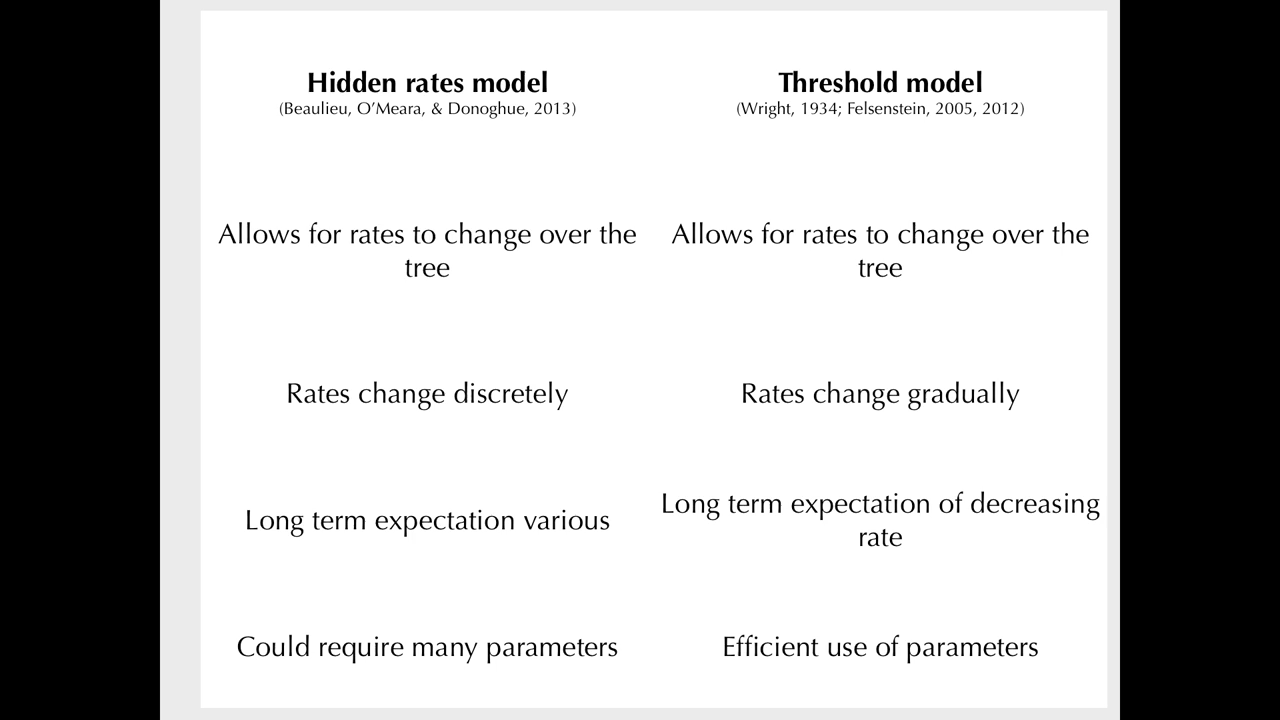 Hidden rates model
(Beaulieu, O’Meara, & Donoghue, 2013)
Threshold model
(Wright, 1934; Felsenstein, 2005, 2012)
Allows for rates to change over the
tree
Allows for rates to change over the
tree
Rates change discretely
Rates change gradually
Long term expectation various
Long term expectation of decreasing
rate
Could require many parameters
Efficient use of parameters